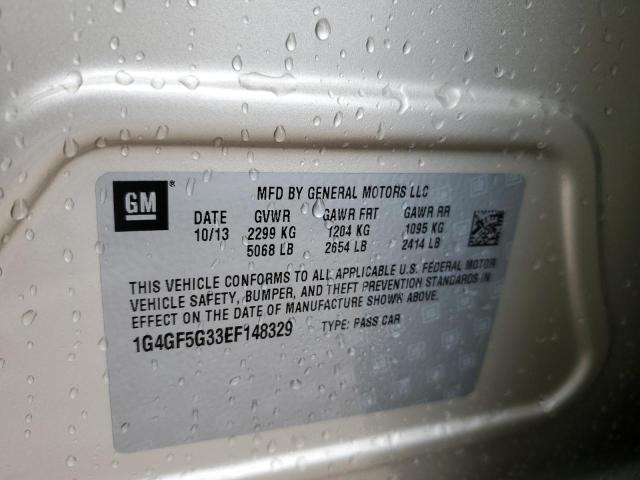 GM ®
MFD BY GENERAL MOTORS LLC
DATE GVWR GAWR FRT GAWR RR
10/13 2299 KG 1204 KG 1095 KG
5068 LB 2654 LB 2414 LB
THIS VEHICLE CONFORMS TO ALL APPLICABLE U.S. FEDERAL MOTOR
VEHICLE SAFETY, BUMPER, AND THEFT PREVENTION STANDARDS IN
EFFECT ON THE DATE OF MANUFACTURE SHOWN ABOVE.
1G4GF5G33EF148329 TYPE: PASS CAR